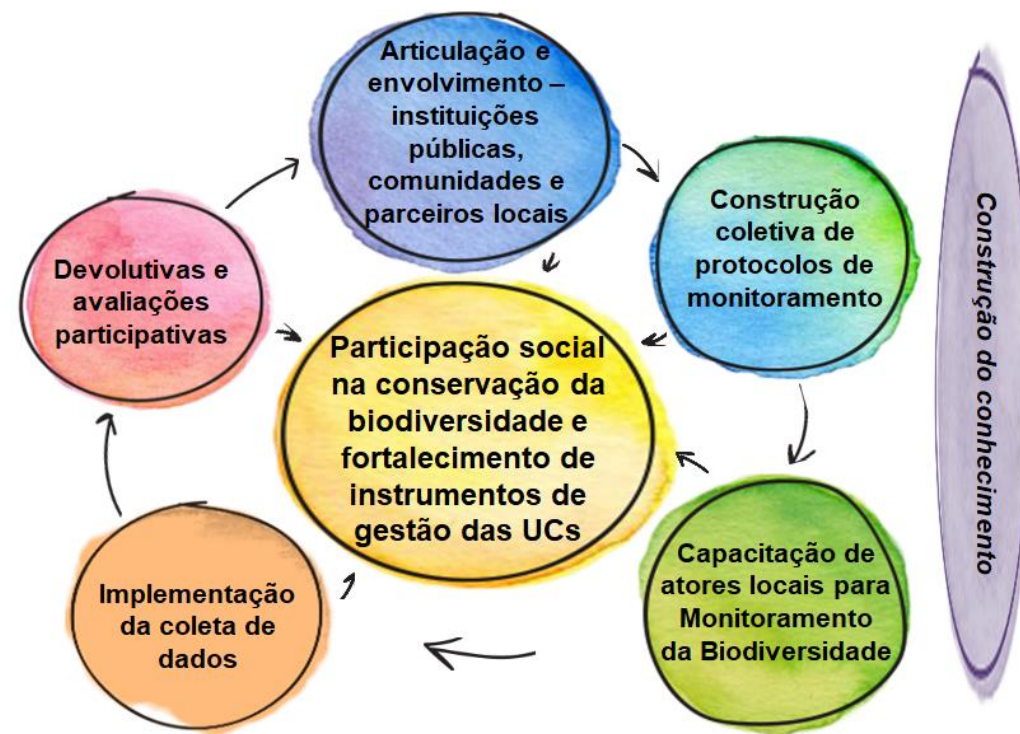 Articulação e
envolvimento –
instituições
públicas,
comunidades e
parceiros locais
Construção
coletiva de
protocolos de
monitoramento
Capacitação de
atores locais para
Monitoramento
da Biodiversidade
Implementação
da coleta de
dados
Devolutivas e
avaliações
participativas
Participação social
na conservação da
biodiversidade e
fortalecimento de
instrumentos de
gestão das UCs
Construção do conhecimento